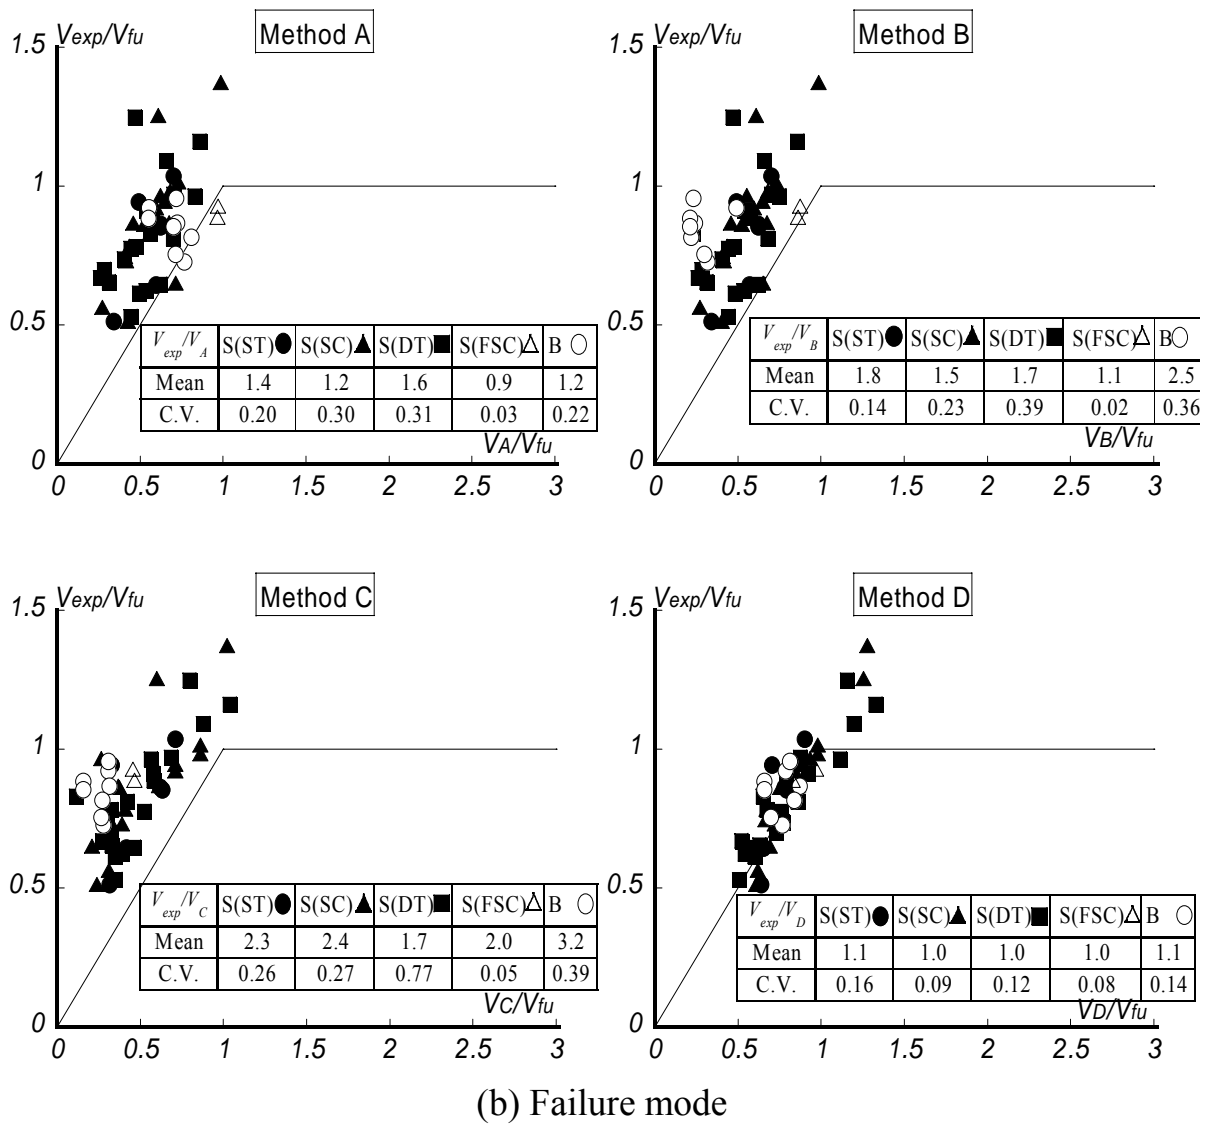 Vexp/Vfu Method A
1.5
1
0.5
0
Vexp/VA S(ST) S(SC) S(DT) S(FSC) B
Mean 1.4 1.2 1.6 0.9 1.2
C.V. 0.20 0.30 0.31 0.03 0.22
VA/Vfu
0 0.5 1 1.5 2 2.5 3
Vexp/Vfu Method B
1.5
1
0.5
0
Vexp/VB S(ST) S(SC) S(DT) S(FSC) B
Mean 1.8 1.5 1.7 1.1 2.5
C.V. 0.14 0.23 0.39 0.02 0.36
VB/Vfu
0 0.5 1 1.5 2 2.5 3
Vexp/Vfu Method C
1.5
1
0.5
0
Vexp/VC S(ST) S(SC) S(DT) S(FSC) B
Mean 2.3 2.4 1.7 2.0 3.2
C.V. 0.26 0.27 0.77 0.05 0.39
VC/Vfu
0 0.5 1 1.5 2 2.5 3
Vexp/Vfu Method D
1.5
1
0.5
0
Vexp/VD S(ST) S(SC) S(DT) S(FSC) B
Mean 1.1 1.0 1.0 1.0 1.1
C.V. 0.16 0.09 0.12 0.08 0.14
VD/Vfu
0 0.5 1 1.5 2 2.5 3
(b) Failure mode